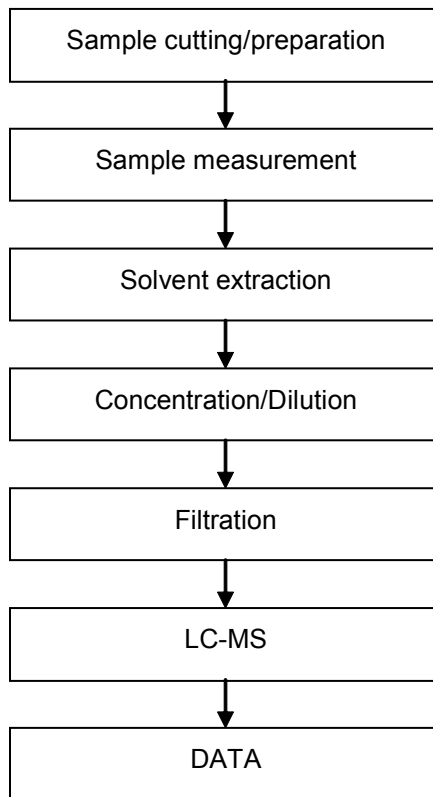 Sample cutting/preparation
Sample measurement
Solvent extraction
Concentration/Dilution
Filtration
LC-MS
DATA